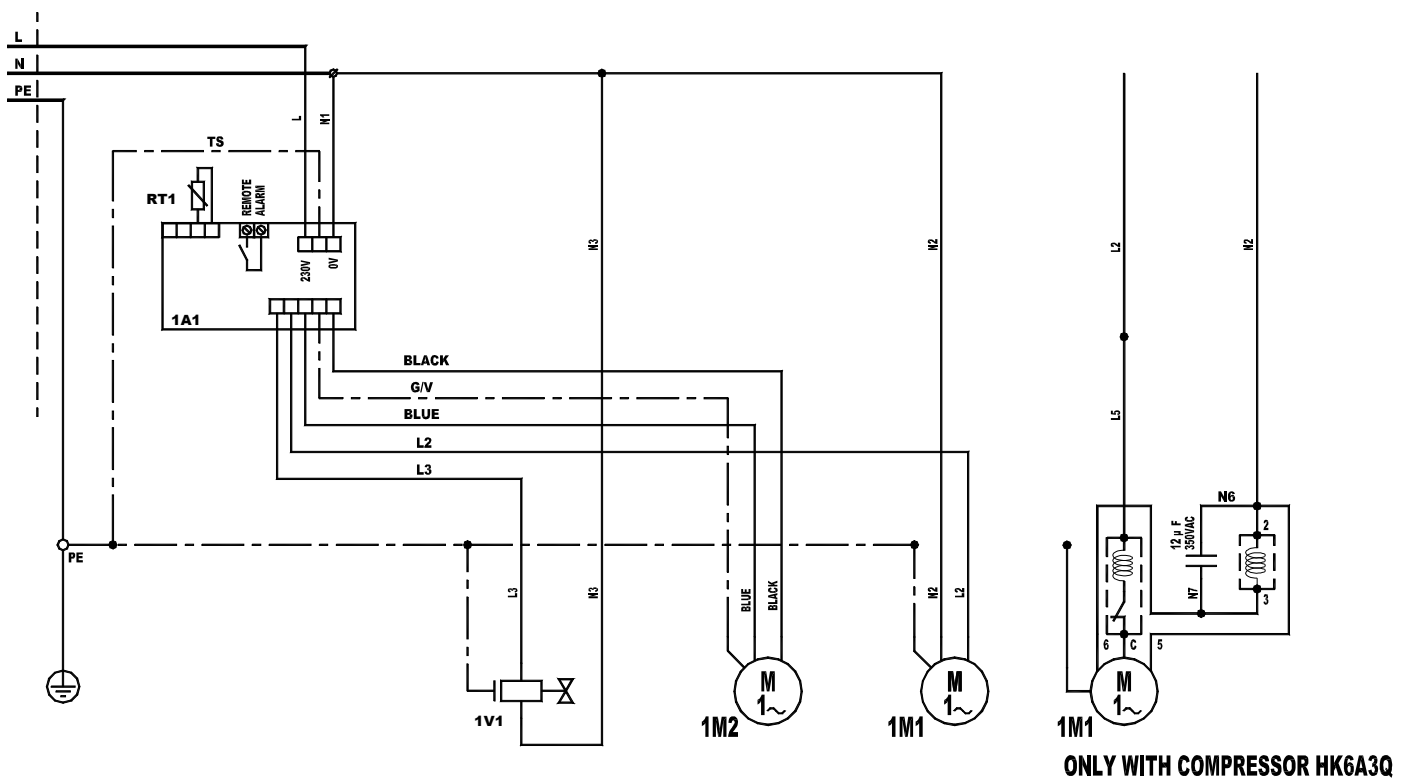 L
N
PE
L
N1
TS
RT1
REMOTE
ALARM
230V
0V
1A1
N3
N2
L2
N2
BLACK
G/V
BLUE
L2
L3
L5
PE
L3
N3
BLUE
BLACK
N2
L2
N6
12 µ F
350VAC
2
N7
3
6
C
5
M
1~
1V1
1M2
M
1~
1M1
M
1~
1M1
ONLY WITH COMPRESSOR HK6A3Q